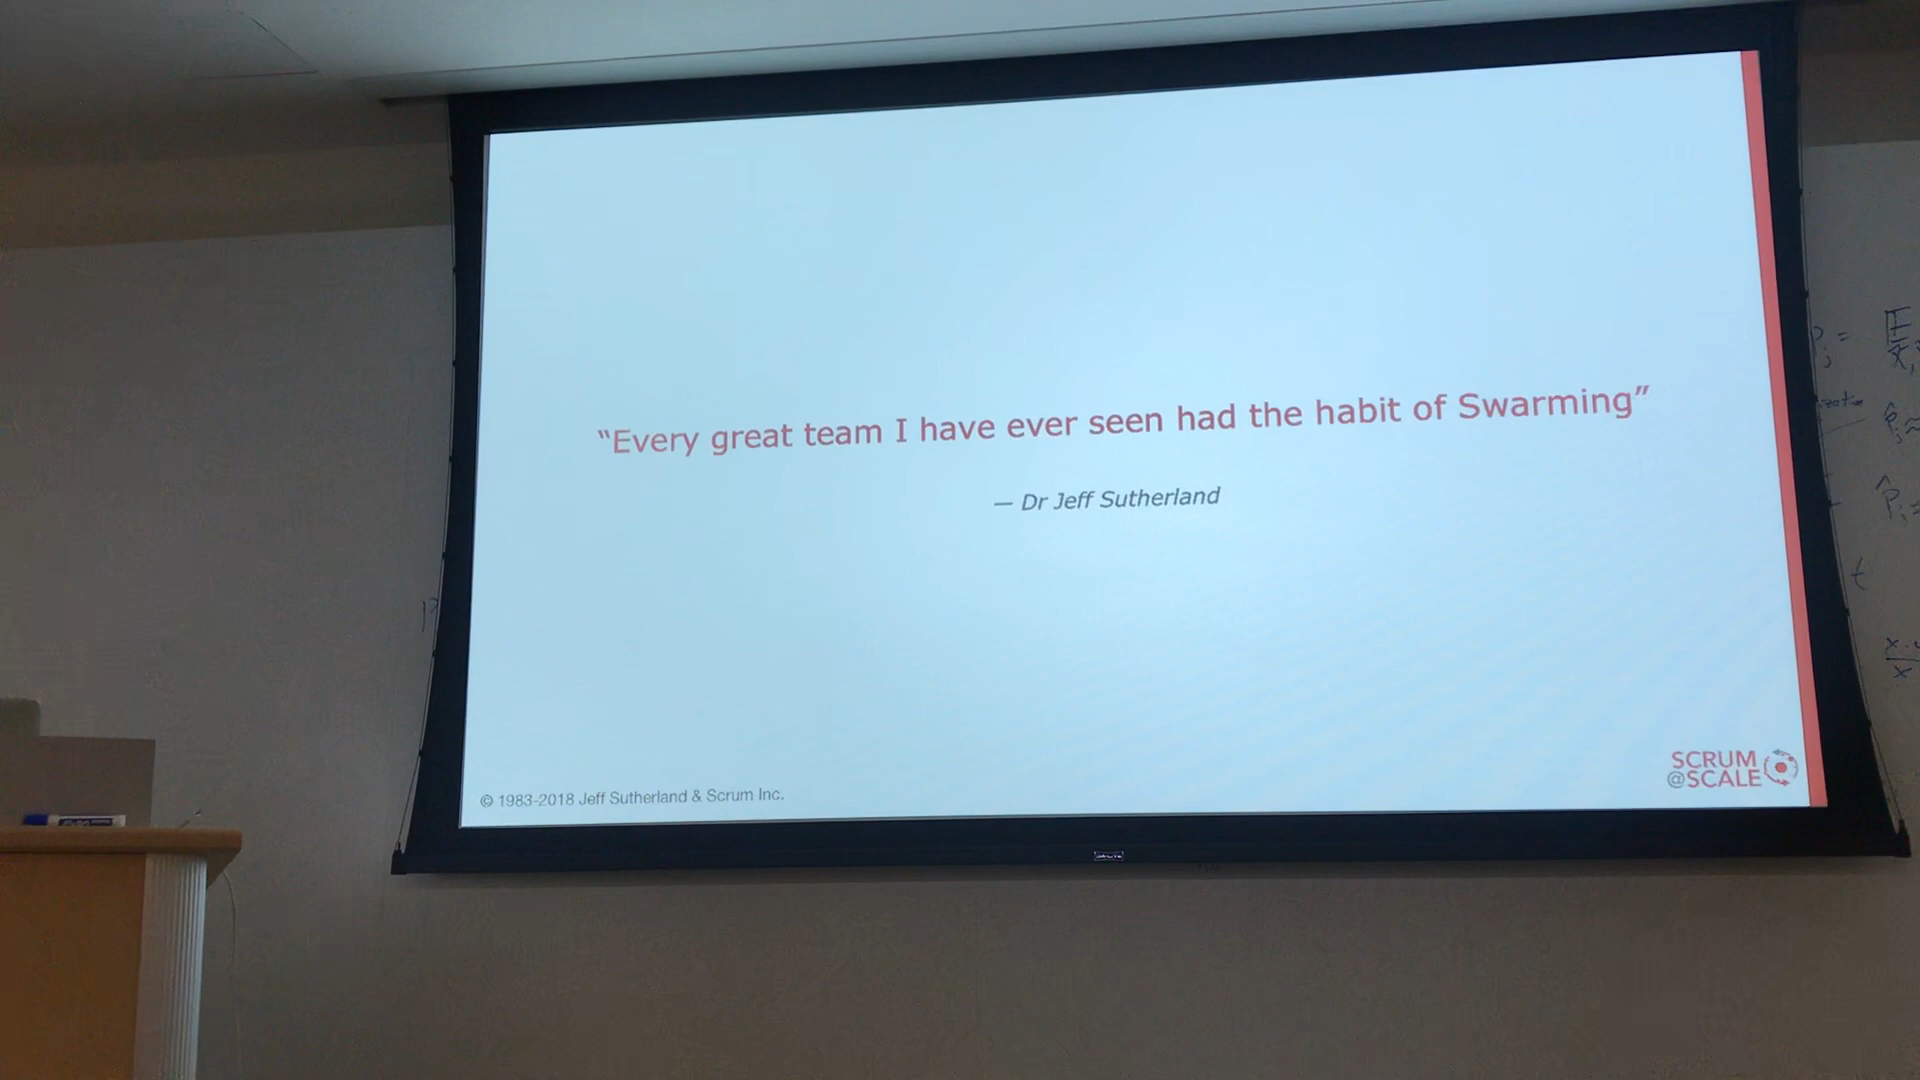 “Every great team I have ever seen had the habit of Swarming”
— Dr Jeff Sutherland
© 1983-2018 Jeff Sutherland & Scrum Inc.
SCRUM
@SCALE